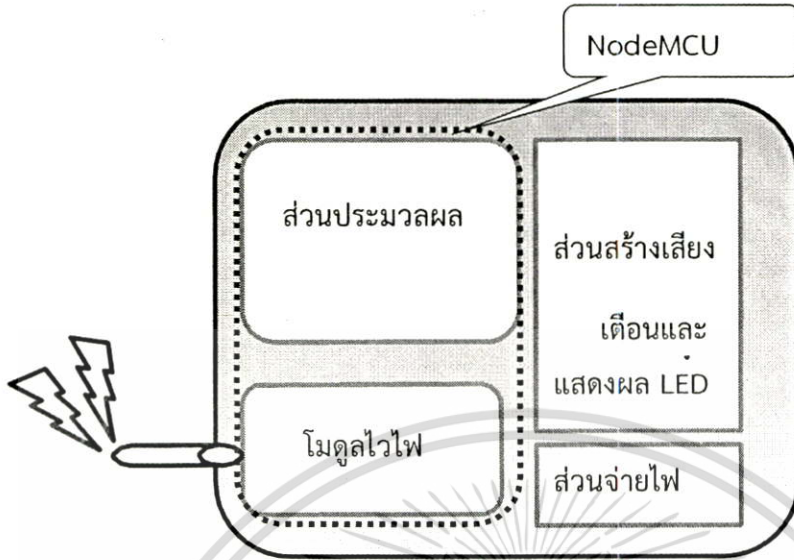 NodeMCU
ส่วนประมวลผล
ส่วนสร้างเสียง
เตือนและ
แสดงผล LED
โมดูลไวไฟ
ส่วนจ่ายไฟ